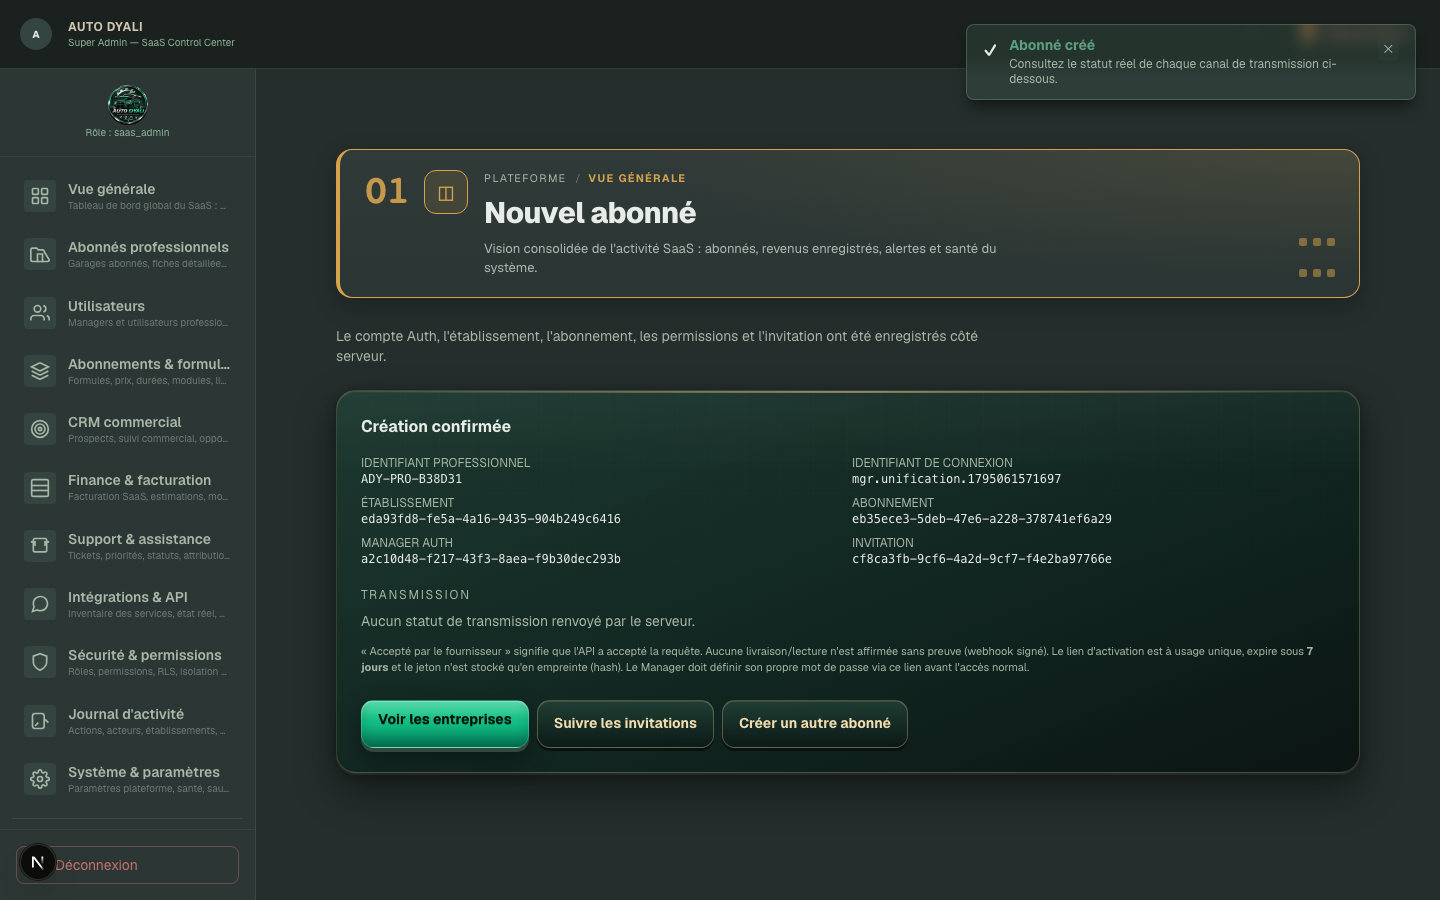 A
AUTO DYALI
Super Admin — SaaS Control Center
Abonné créé
Consultez le statut réel de chaque canal de transmission ci-
dessous.
AUTO DYALI
Rôle : saas_admin
Vue générale
Tableau de bord global du SaaS : ...
Abonnés professionnels
Garages abonnés, fiches détaillée...
Utilisateurs
Managers et utilisateurs professio...
Abonnements & formul...
Formules, prix, durées, modules, li...
CRM commercial
Prospects, suivi commercial, oppo...
Finance & facturation
Facturation SaaS, estimations, mo...
Support & assistance
Tickets, priorités, statuts, attributio...
Intégrations & API
Inventaire des services, état réel, ...
Sécurité & permissions
Rôles, permissions, RLS, isolation ...
Journal d'activité
Actions, acteurs, établissements, ...
Système & paramètres
Paramètres plateforme, santé, sau...
N
Déconnexion
01
PLATEFORME / VUE GÉNÉRALE
Nouvel abonné
Vision consolidée de l'activité SaaS : abonnés, revenus enregistrés, alertes et santé du
système.
Le compte Auth, l'établissement, l'abonnement, les permissions et l'invitation ont été enregistrés côté
serveur.
Création confirmée
IDENTIFIANT PROFESSIONNEL
ADY-PRO-B38D31
IDENTIFIANT DE CONNEXION
mgr.unification.1795061571697
ÉTABLISSEMENT
eda93fd8-fe5a-4a16-9435-904b249c6416
ABONNEMENT
eb35ece3-5deb-47e6-a228-378741ef6a29
MANAGER AUTH
a2c10d48-f217-43f3-8aea-f9b30dec293b
INVITATION
cf8ca3fb-9cf6-4a2d-9cf7-f4e2ba97766e
TRANSMISSION
Aucun statut de transmission renvoyé par le serveur.
« Accepté par le fournisseur » signifie que l'API a accepté la requête. Aucune livraison/lecture n'est affirmée sans preuve (webhook signé). Le lien d'activation est à usage unique, expire sous 7
jours et le jeton n'est stocké qu'en empreinte (hash). Le Manager doit définir son propre mot de passe via ce lien avant l'accès normal.
Voir les entreprises
Suivre les invitations
Créer un autre abonné